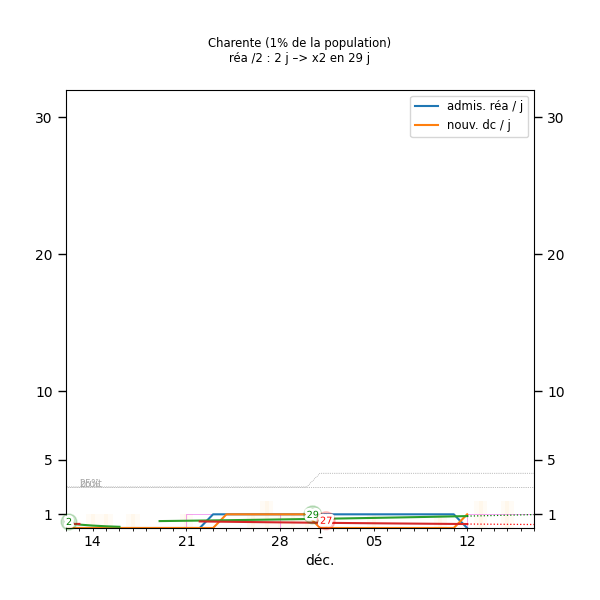 Charente (1% de la population)
réa /2 : 2 j –> x2 en 29 j
admis. réa / j
nouv. dc / j
30 30
20 20
10 10
5 5
1 1
2 29 27
14 21 28 - 05 12
déc.